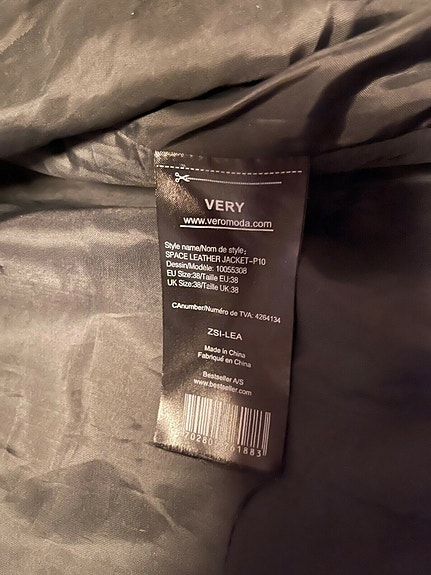 VERY
www.veromoda.com
Style name/Nom de style:
SPACE LEATHER JACKET-P10
Dessin/Modèle: 10055308
EU Size:38/Taille EU:38
UK Size:38/Taille UK:38
CAnumber/Numéro de TVA: 4264134
ZSI-LEA
Made in China
Fabriqué en China
Bestseller A/S
www.bestseller.com